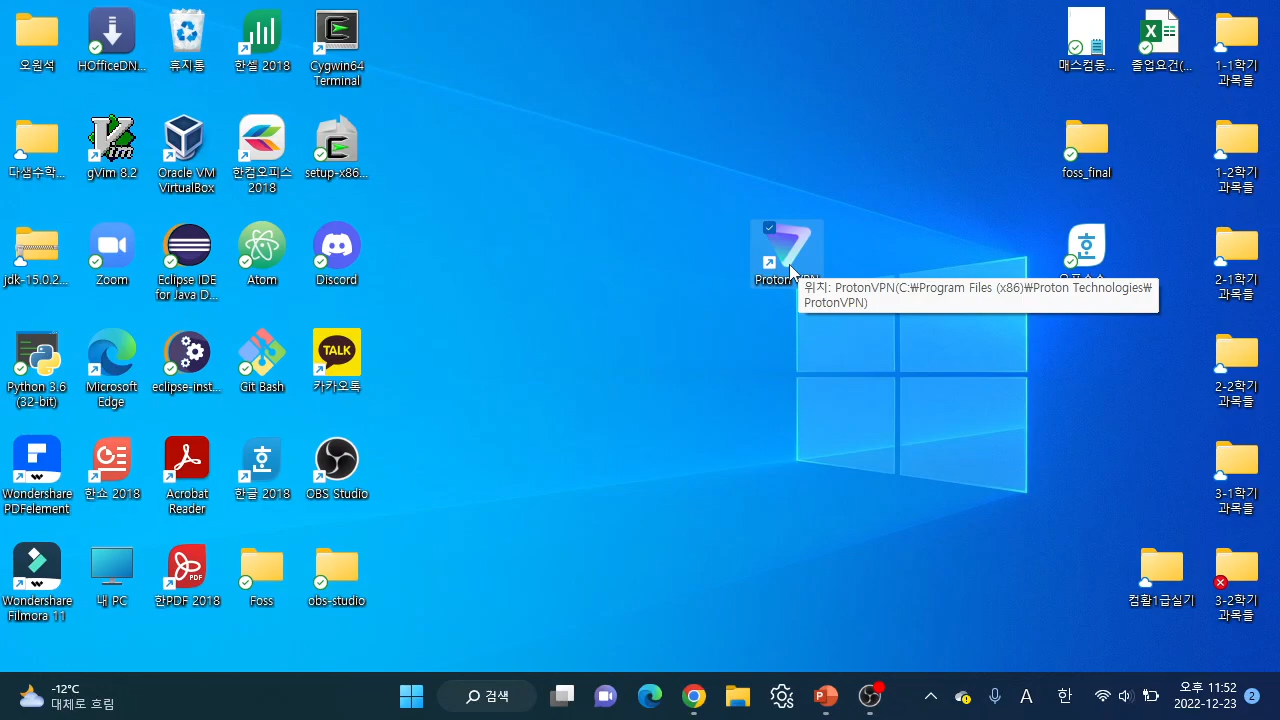 오원석
HOfficeDN...
휴지통
한셀 2018
Cygwin64
Terminal
매스컴동...
졸업요건(...
1-1학기
과목들
다샘수학...
gVim 8.2
Oracle VM
VirtualBox
한컴오피스
2018
setup-x86...
foss_final
1-2학기
과목들
jdk-15.0.2...
Zoom
Eclipse IDE
for Java D...
Atom
Discord
ProtonVPN
위치: ProtonVPN(C:₩Program Files (x86)₩Proton Technologies₩
ProtonVPN)
2-1학기
과목들
Python 3.6
(32-bit)
Microsoft
Edge
eclipse-inst...
Git Bash
TALK
카카오톡
2-2학기
과목들
Wondershare
PDFelement
한쇼 2018
Acrobat
Reader
한글 2018
OBS Studio
3-1학기
과목들
Wondershare
Filmora 11
내 PC
PDF
한PDF 2018
Foss
obs-studio
컴활1급실기
3-2학기
과목들
-12°C
대체로 흐림
검색
A
한
오후 11:52
2022-12-23
2